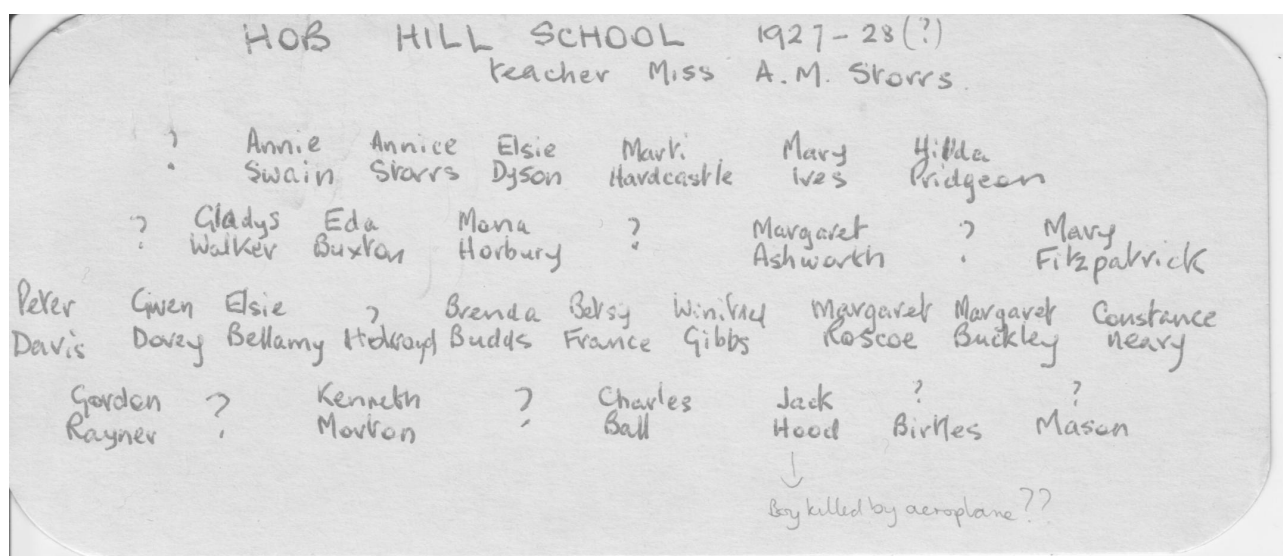 HOB HILL SCHOOL 1927-28(?)
teacher Miss A.M. Storrs.
? Annie Annice Elsie Mary Hilda
Swain Storrs Dyson Hardcastle Ives Pridgeon
? Gladys Eda Mona ? Margaret ? Mary
Walker Buxton Horbury Ashworth Fitzpatrick
Peter Gwen Elsie ? Brenda Betsy Winifred Margaret Margaret Constance
Davis Dovey Bellamy Holroyd Budds France Gibbs Roscoe Buckley Neary
Gordon ? Kenneth ? Charles Jack ? ?
Rayner Morton Ball Hood Birtles Mason
Boy killed by aeroplane??